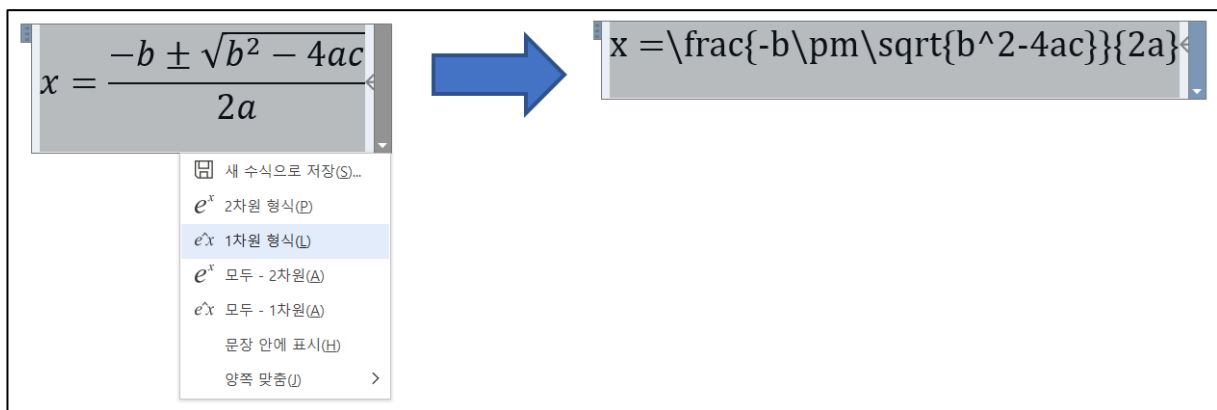 x = \frac{-b ± \sqrt{b^2 - 4ac}}{2a}
새 수식으로 저장(S)...
e^x 2차원 형식(P)
e^x 1차원 형식(L)
e^x 모두 - 2차원(A)
e^x 모두 - 1차원(A)
문장 안에 표시(H)
양쪽 맞춤(J)
x =\frac{-b\pm\sqrt{b^2-4ac}}{2a}